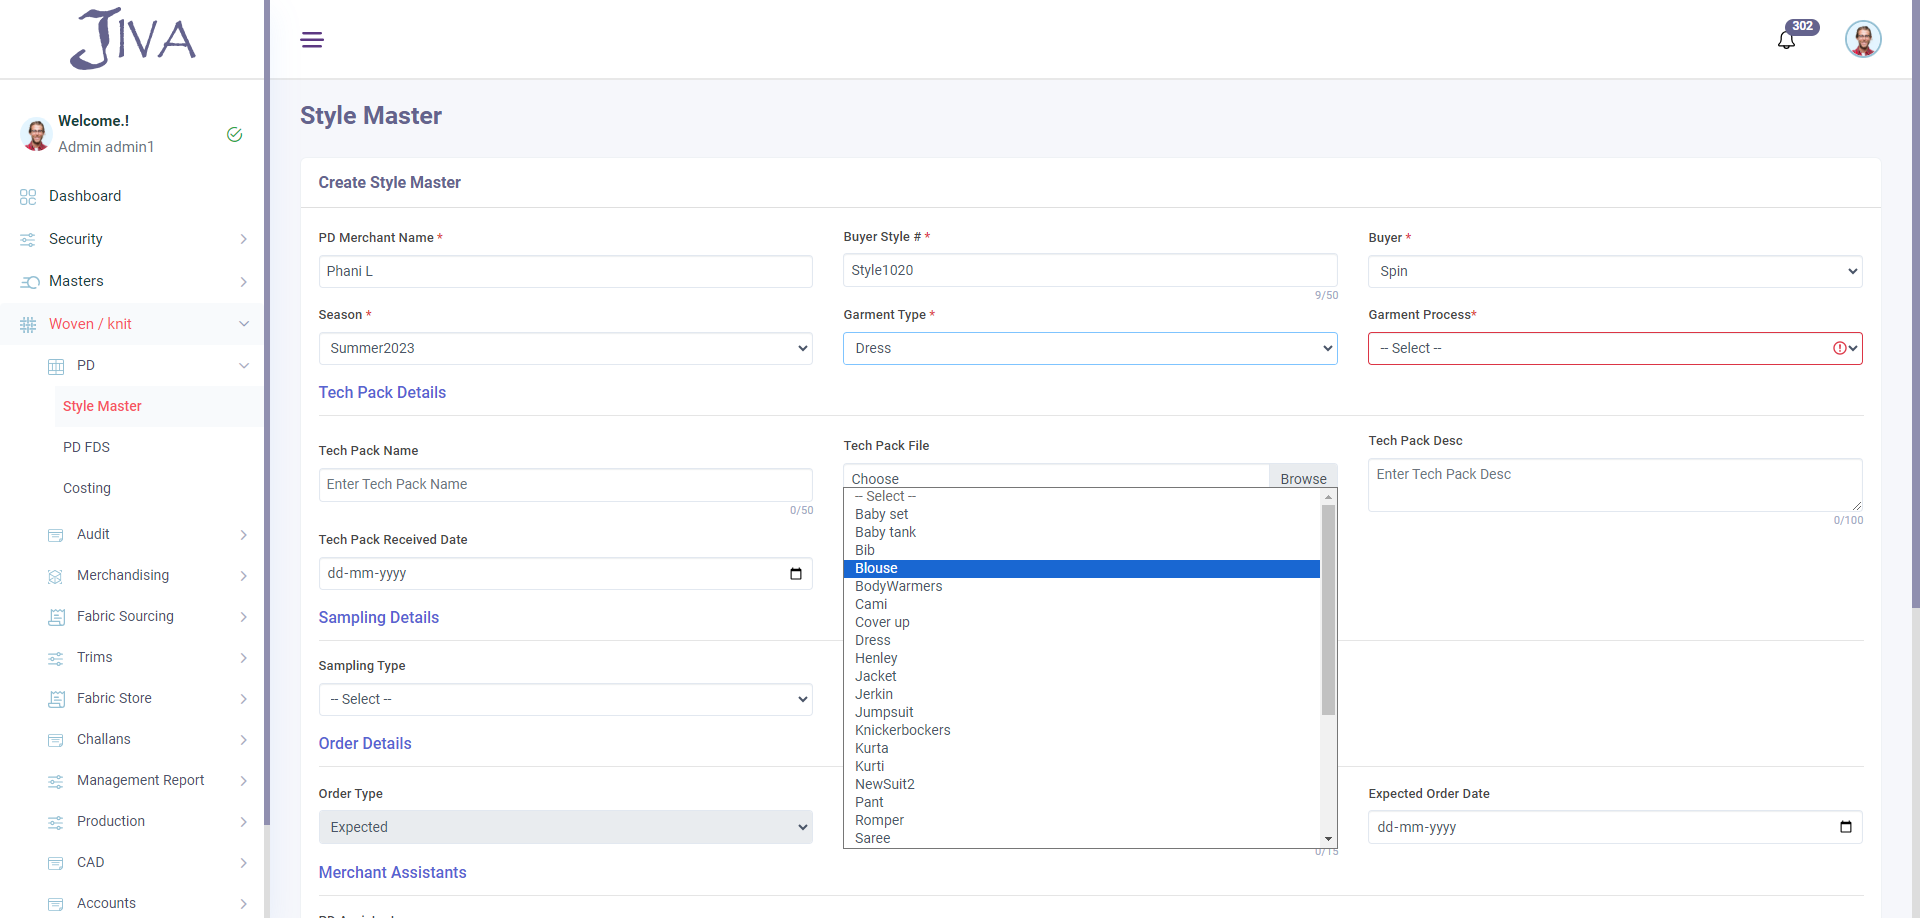 JIVA
302
Welcome.!
Admin admin1
Dashboard
Security
Masters
Woven / knit
PD
Style Master
PD FDS
Costing
Audit
Merchandising
Fabric Sourcing
Trims
Fabric Store
Challans
Management Report
Production
CAD
Accounts
Style Master
Create Style Master
PD Merchant Name *
Phani L
Buyer Style # *
Style1020
9/50
Buyer *
Spin
Season *
Summer2023
Garment Type *
Dress
Garment Process*
-- Select --
Tech Pack Details
Tech Pack Name
Enter Tech Pack Name
0/50
Tech Pack File
Choose
Browse
Tech Pack Desc
Enter Tech Pack Desc
0/100
-- Select --
Baby set
Baby tank
Bib
Blouse
BodyWarmers
Cami
Cover up
Dress
Henley
Jacket
Jerkin
Jumpsuit
Knickerbockers
Kurta
Kurti
NewSuit2
Pant
Romper
Saree
0/15
Tech Pack Received Date
dd-mm-yyyy
Sampling Details
Sampling Type
-- Select --
Order Details
Order Type
Expected
Expected Order Date
dd-mm-yyyy
Merchant Assistants